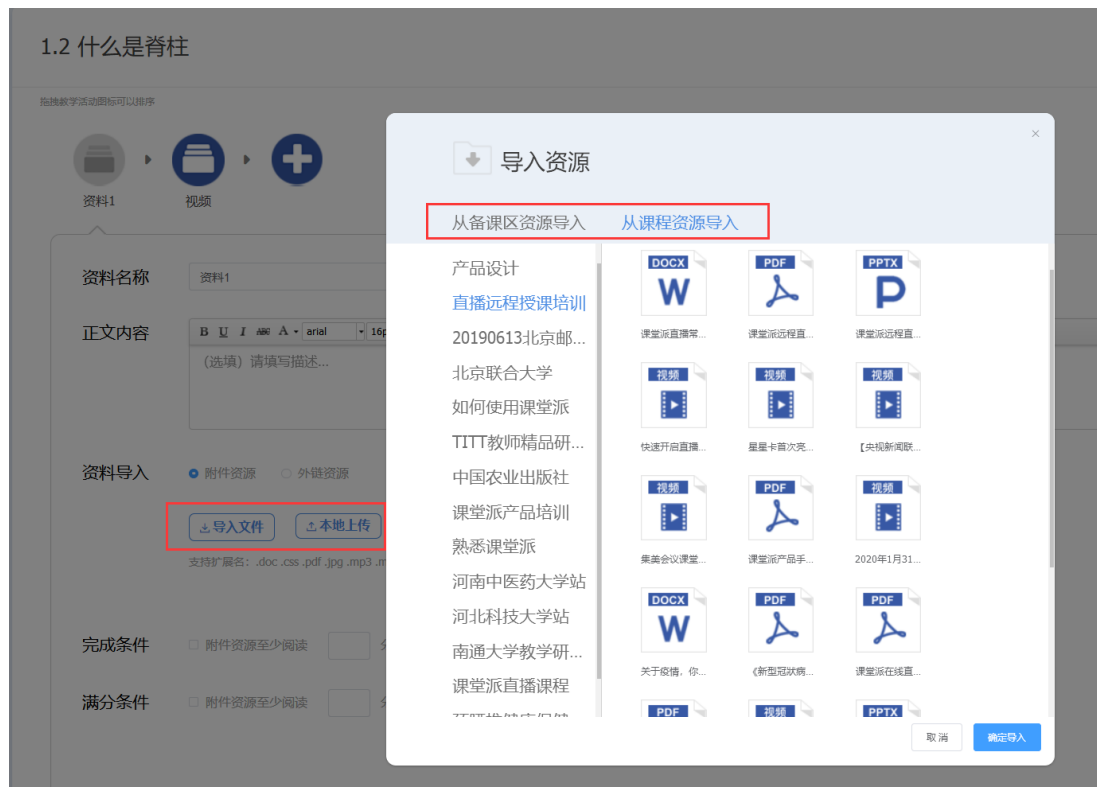 1.2 什么是脊柱
拖拽教学活动图标可以排序
资料1
视频
资料名称
资料1
正文内容
B U I ABC A arial 16p
（选填）请填写描述...
资料导入
附件资源 外链资源
导入文件 本地上传
支持扩展名：.doc .css .pdf .jpg .mp3 .m
完成条件
附件资源至少阅读
满分条件
附件资源至少阅读
导入资源
×
从备课区资源导入 从课程资源导入
产品设计
直播远程授课培训
20190613北京邮...
北京联合大学
如何使用课堂派
TITT教师精品研...
中国农业出版社
课堂派产品培训
熟悉课堂派
河南中医药大学站
河北科技大学站
南通大学教学研...
课堂派直播课程
DOCX PDF PPTX
W P
课堂派直播常... 课堂派远程直... 课堂派远程直...
视频 视频 视频
快速开启直播... 星星卡首次亮... 【央视新闻联...
视频 PDF 视频
集美会议课堂... 课堂派产品手... 2020年1月31...
DOCX PDF PDF
W
关于疫情，你... 《新型冠状病... 课堂派在线直...
PDF 视频 PPTX
取消 确定导入